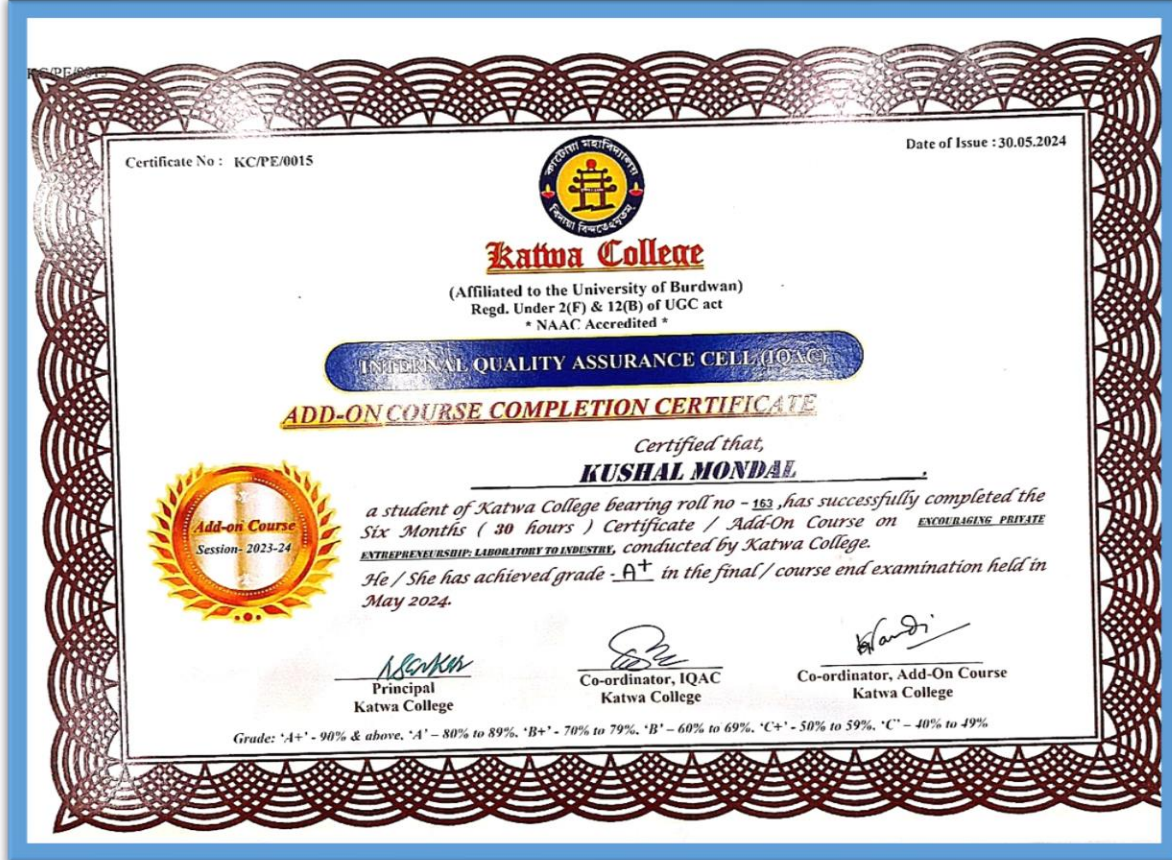 KC/PE/0015
Certificate No : KC/PE/0015
Date of Issue : 30.05.2024
কাটোয়া মহাবিদ্যালয়
Katwa College
(Affiliated to the University of Burdwan)
Regd. Under 2(F) & 12(B) of UGC act
* NAAC Accredited *
INTERNAL QUALITY ASSURANCE CELL (IQAC)
ADD-ON COURSE COMPLETION CERTIFICATE
Certified that,
KUSHAL MONDAL .
a student of Katwa College bearing roll no - 163 ,has successfully completed the
Six Months ( 30 hours ) Certificate / Add-On Course on ENCOURAGING PRIVATE
ENTREPRENEURSHIP: LABORATORY TO INDUSTRY, conducted by Katwa College.
He / She has achieved grade - A+ in the final / course end examination held in
May 2024.
Add-on Course
Session- 2023-24
Principal
Katwa College
Co-ordinator, IQAC
Katwa College
Co-ordinator, Add-On Course
Katwa College
Grade: ‘A+’ - 90% & above, ‘A’ – 80% to 89%, ‘B+’ - 70% to 79%, ‘B’ – 60% to 69%, ‘C+’ - 50% to 59%, ‘C’ – 40% to 49%